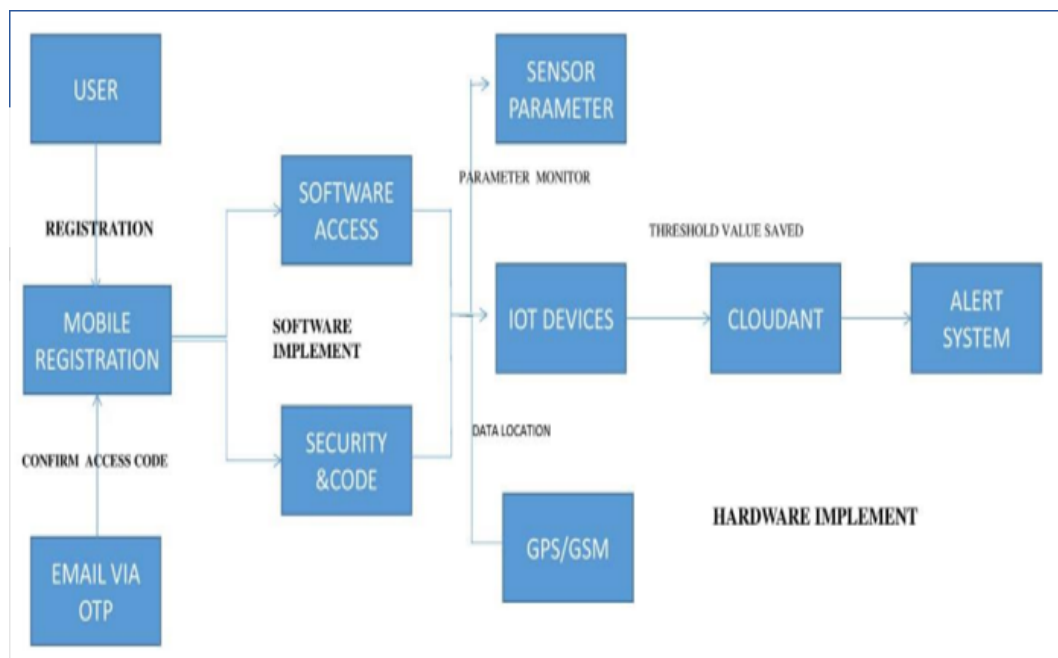 USER
REGISTRATION
MOBILE
REGISTRATION
CONFIRM ACCESS CODE
EMAIL VIA
OTP
SOFTWARE
ACCESS
SOFTWARE
IMPLEMENT
SECURITY
&CODE
SENSOR
PARAMETER
PARAMETER MONITOR
IOT DEVICES
DATA LOCATION
GPS/GSM
THRESHOLD VALUE SAVED
CLOUDANT
ALERT
SYSTEM
HARDWARE IMPLEMENT